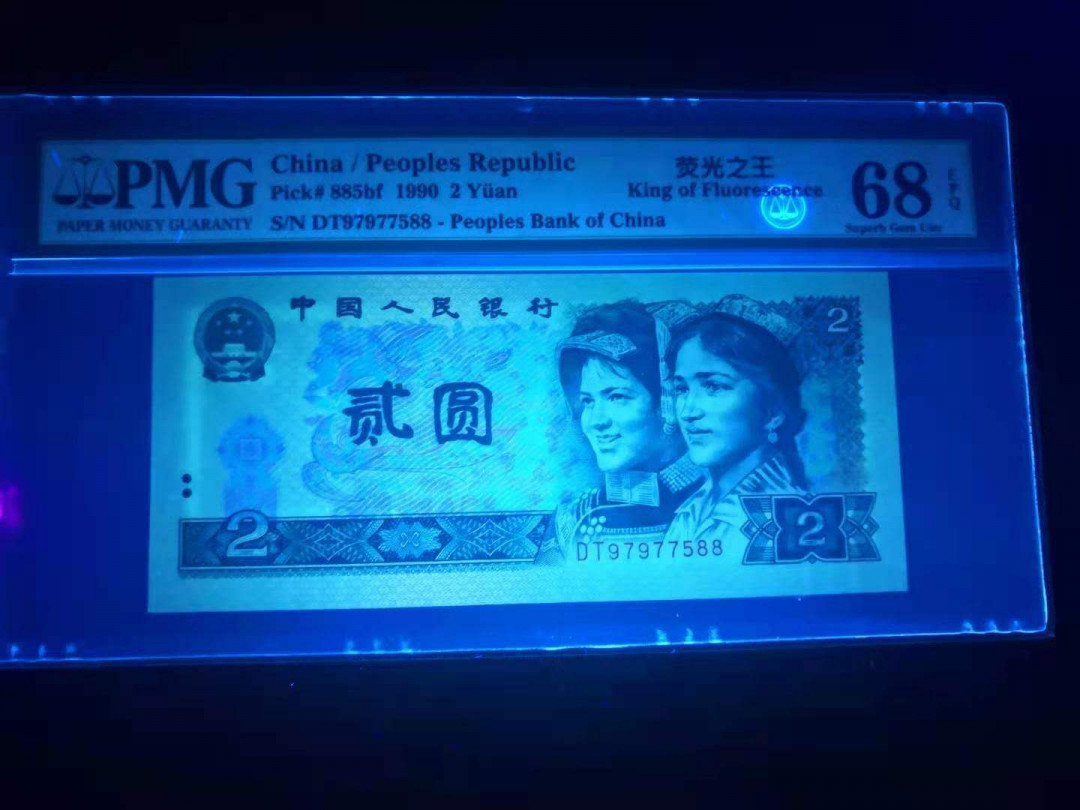 PMG
PAPER MONEY GUARANTY
China / Peoples Republic
Pick# 885bf 1990 2 Yüan
S/N DT97977588 - Peoples Bank of China
荧光之王
King of Fluorescence
68
EPQ
Superb Gem Unc
中国人民银行
2
贰圆
2
DT97977588
2